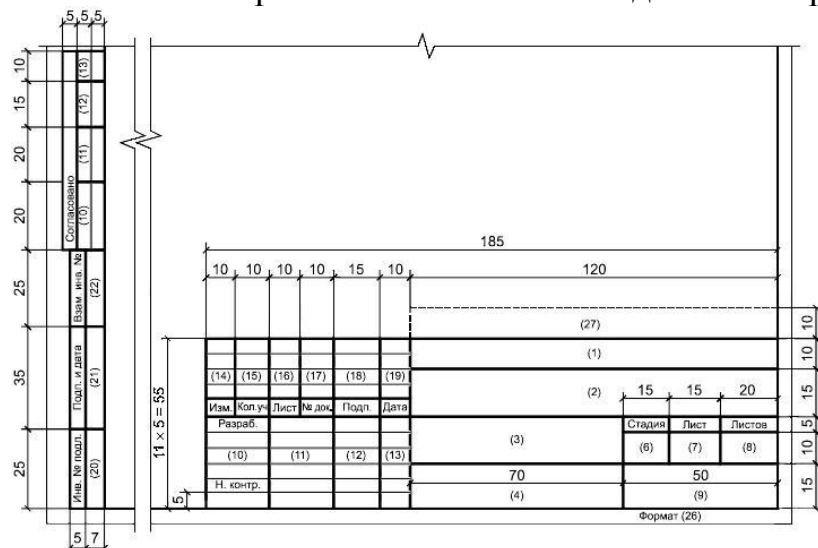 5 5 5
10
(13)
15
(12)
20
(11)
20
Согласовано
(10)
185
10 10 10 10 15 10 120
25
Взам. инв. №
(22)
(27)
10
(1)
10
35
Подп. и дата
(21)
11 × 5 = 55
(14) (15) (16) (17) (18) (19)
(2)
15 15 20
15
Изм. Кол.уч Лист № док. Подп. Дата
Разраб.
Стадия Лист Листов
5
(3)
(10) (11) (12) (13)
(6) (7) (8)
10
25
Инв. № подл.
(20)
Н. контр.
70 50
5
(4) (9)
15
Формат (26)
5 7